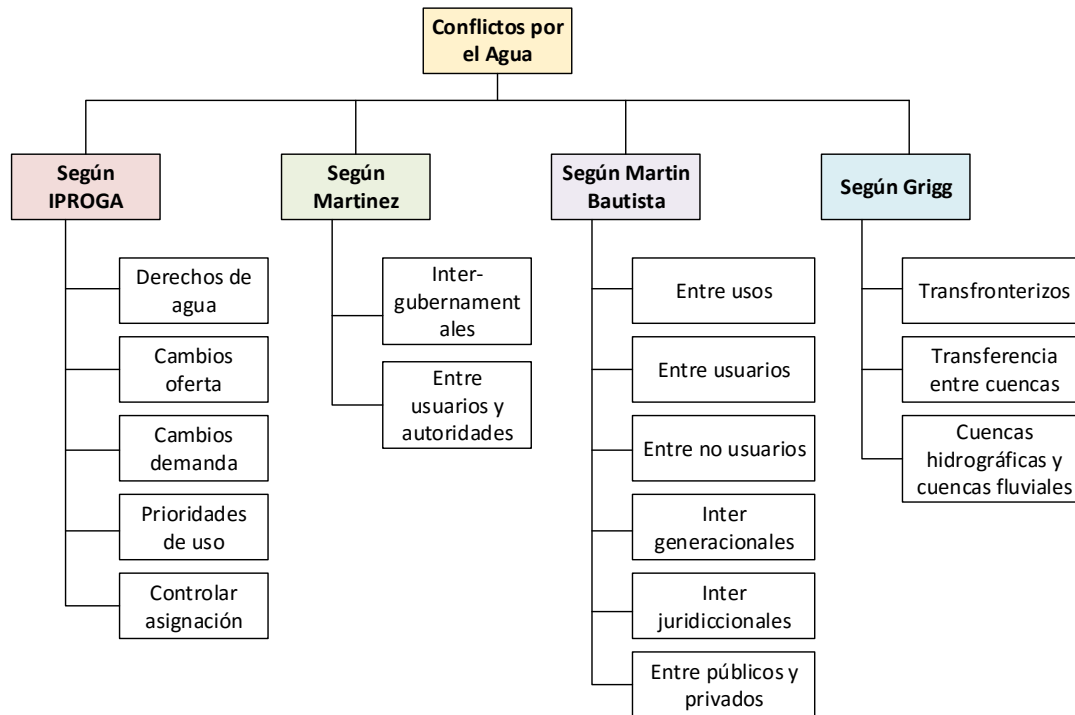 Conflictos por
el Agua
Según
IPROGA
Derechos de
agua
Cambios
oferta
Cambios
demanda
Prioridades
de uso
Controlar
asignación
Según
Martinez
Inter-
gubernament
ales
Entre
usuarios y
autoridades
Según Martin
Bautista
Entre usos
Entre usuarios
Entre no usuarios
Inter
generacionales
Inter
juridiccionales
Entre públicos y
privados
Según Grigg
Transfronterizos
Transferencia
entre cuencas
Cuencas
hidrográficas y
cuencas fluviales